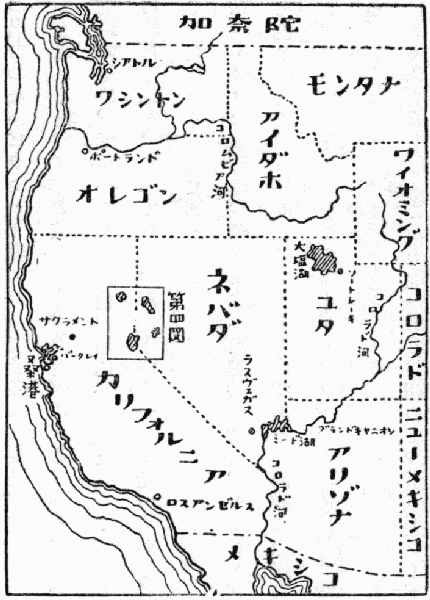 加奈陀
シアトル
ワシントン
モンタナ
アイダホ
コロムビア河
ポートランド
オレゴン
ワイオミング
大塩湖
ソートレーキ
ユタ
ネバダ
第四図
サクラメント
バークレイ
桑港
カリフォルニア
ラスヴェガス
コロラド河
コロラド
グランドキャニオン
ミード湖
コロラド河
アリゾナ
ニューメキシコ
ロスアンゼルス
メキシコ